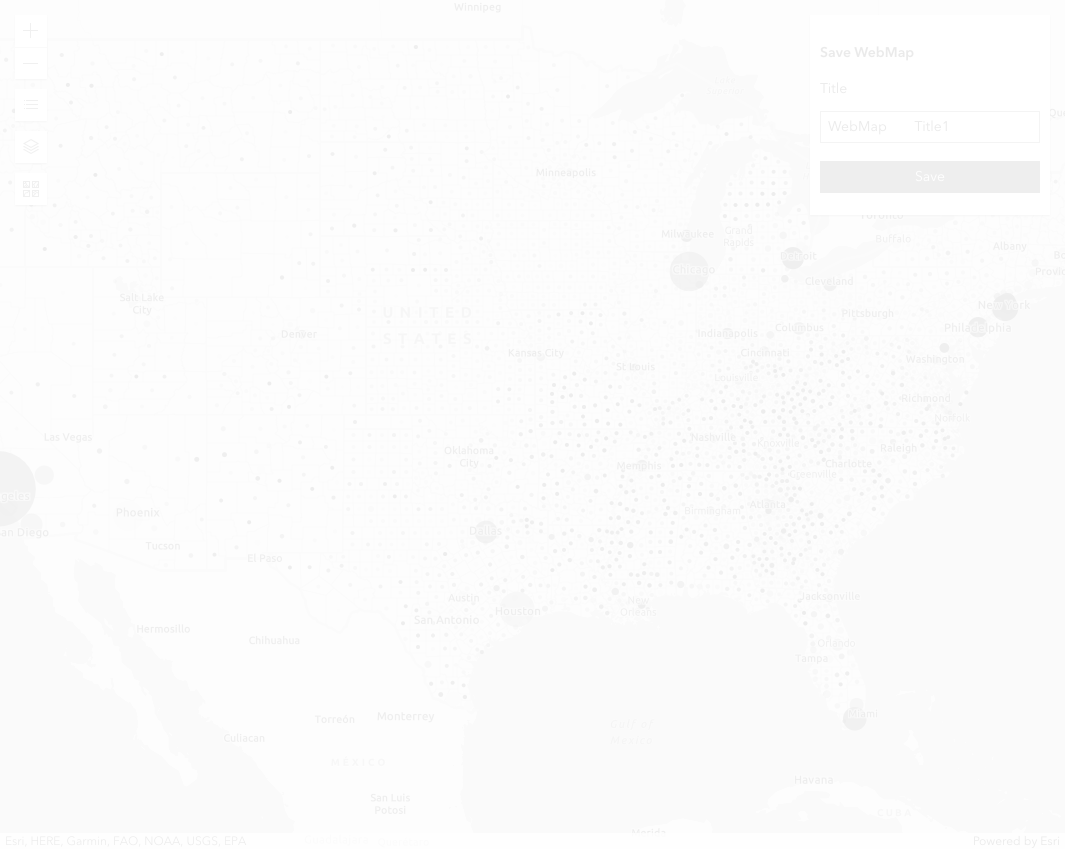 Winnipeg
Save WebMap
Title
WebMap Title1
Save
Minneapolis
Toronto
Milwaukee
Grand
Rapids
Buffalo
Albany
Detroit
Chicago
Cleveland
Salt Lake
City
New York
UNITED
STATES
Pittsburgh
Philadelphia
Denker
Indianapolis
Columbus
Kansas City
Cincinnati
Washington
St Louis
Louisville
Richmond
Norfolk
Las Vegas
Nashville
Knoxville
Raleigh
Oklahoma
City
Memphis
Charlotte
Greenville
Phoenix
Birmingham
Atlanta
San Diego
Dallas
Tucson
El Paso
Austin
Jacksonville
Houston
New
Orleans
San Antonio
Hermosillo
Chihuahua
Orlando
Tampa
Torreón
Monterrey
Miami
Gulf of
Mexico
Culiacan
MÉXICO
Havana
San Luis
Potosi
CUBA
Esri, HERE, Garmin, FAO, NOAA, USGS, EPA
Powered by Esri